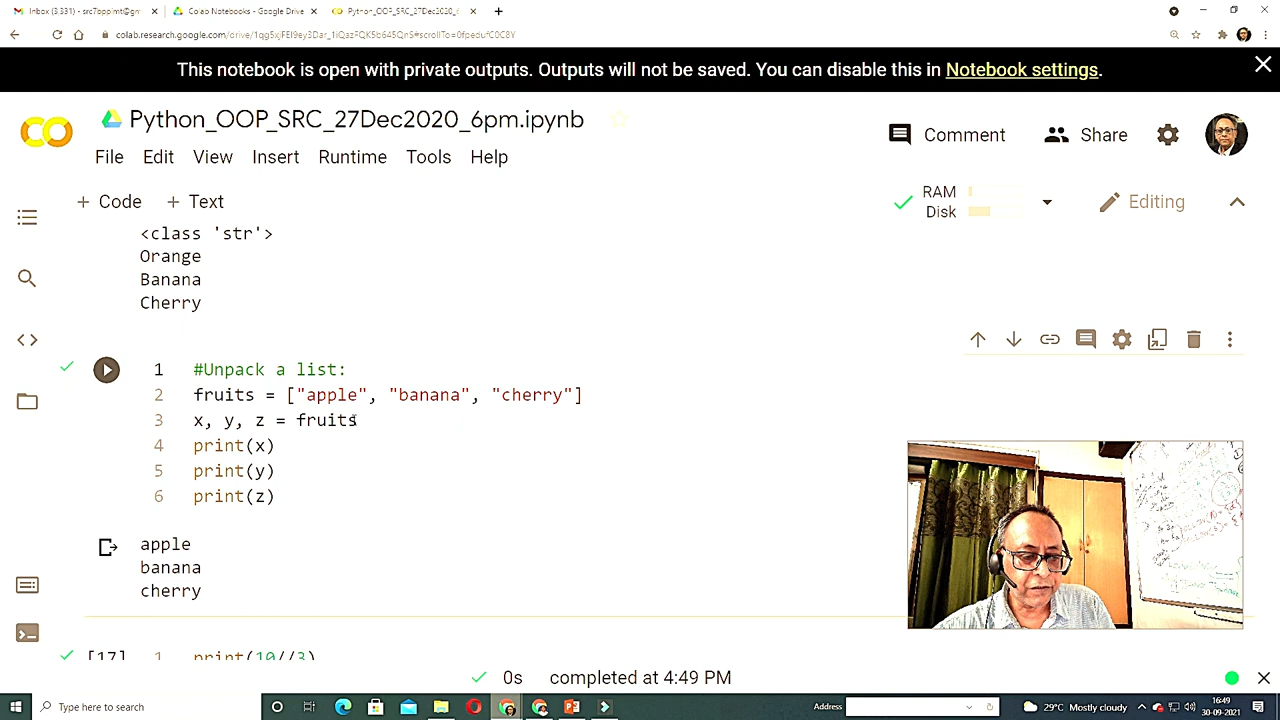 Inbox (3,331) - src7bppimt@gm
Colab Notebooks - Google Drive
Python_OOP_SRC_27Dec2020_6
This notebook is open with private outputs. Outputs will not be saved. You can disable this in Notebook settings.
Python_OOP_SRC_27Dec2020_6pm.ipynb
Comment
Share
File Edit View Insert Runtime Tools Help
+ Code + Text
RAM
Disk
Editing
<class 'str'>
Orange
Banana
Cherry
1 #Unpack a list:
2 fruits = ["apple", "banana", "cherry"]
3 x, y, z = fruits
4 print(x)
5 print(y)
6 print(z)
apple
banana
cherry
[17] 1 print(10//3)
0s completed at 4:49 PM
Type here to search
Address
29°C Mostly cloudy
16:49
30-09-2021